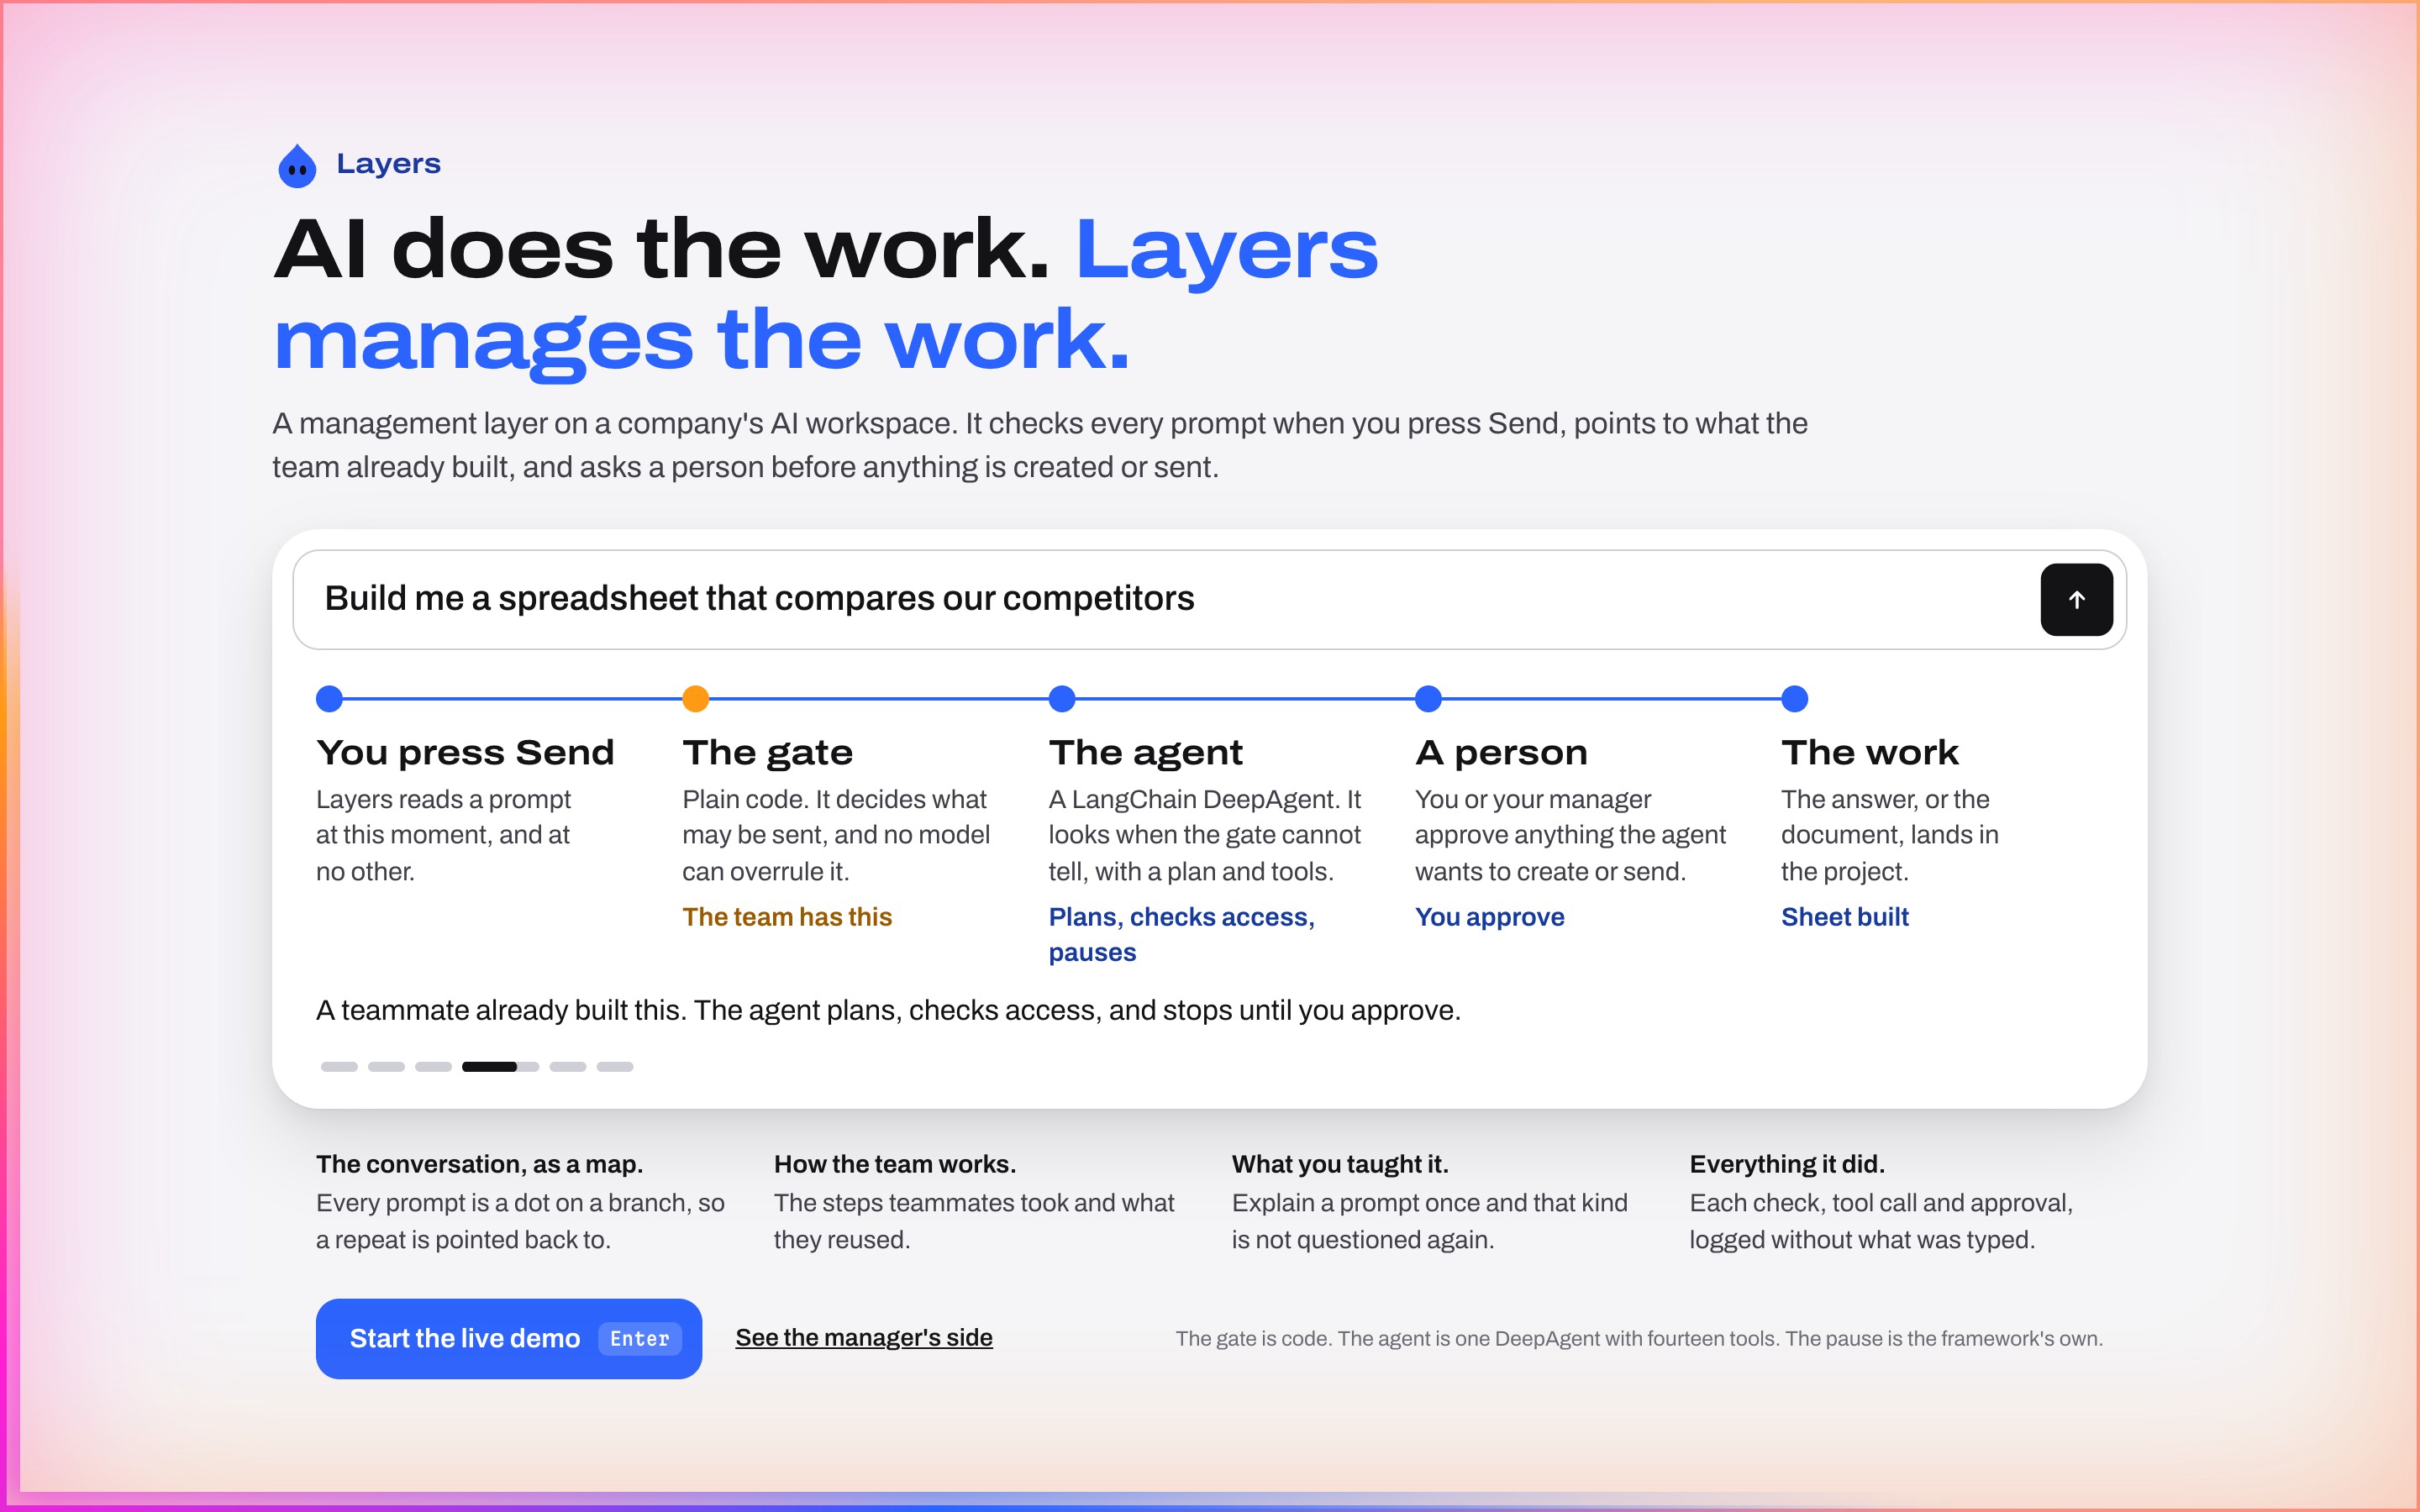 Layers
AI does the work. Layers
manages the work.
A management layer on a company's AI workspace. It checks every prompt when you press Send, points to what the
team already built, and asks a person before anything is created or sent.
Build me a spreadsheet that compares our competitors
You press Send
Layers reads a prompt
at this moment, and at
no other.
The gate
Plain code. It decides what
may be sent, and no model
can overrule it.
The team has this
The agent
A LangChain DeepAgent. It
looks when the gate cannot
tell, with a plan and tools.
Plans, checks access,
pauses
A person
You or your manager
approve anything the agent
wants to create or send.
You approve
The work
The answer, or the
document, lands in
the project.
Sheet built
A teammate already built this. The agent plans, checks access, and stops until you approve.
The conversation, as a map.
Every prompt is a dot on a branch, so
a repeat is pointed back to.
How the team works.
The steps teammates took and what
they reused.
What you taught it.
Explain a prompt once and that kind
is not questioned again.
Everything it did.
Each check, tool call and approval,
logged without what was typed.
Start the live demo Enter
See the manager's side
The gate is code. The agent is one DeepAgent with fourteen tools. The pause is the framework's own.